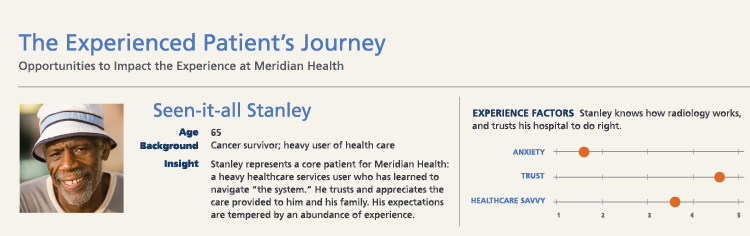 The Experienced Patient's Journey
Opportunities to Impact the Experience at Meridian Health
Seen-it-all Stanley
Age 65
Background Cancer survivor; heavy user of health care
Insight Stanley represents a core patient for Meridian Health:
a heavy healthcare services user who has learned to
navigate "the system." He trusts and appreciates the
care provided to him and his family. His expectations
are tempered by an abundance of experience.
EXPERIENCE FACTORS Stanley knows how radiology works,
and trusts his hospital to do right.
ANXIETY
TRUST
HEALTHCARE SAVVY
1 2 3 4 5